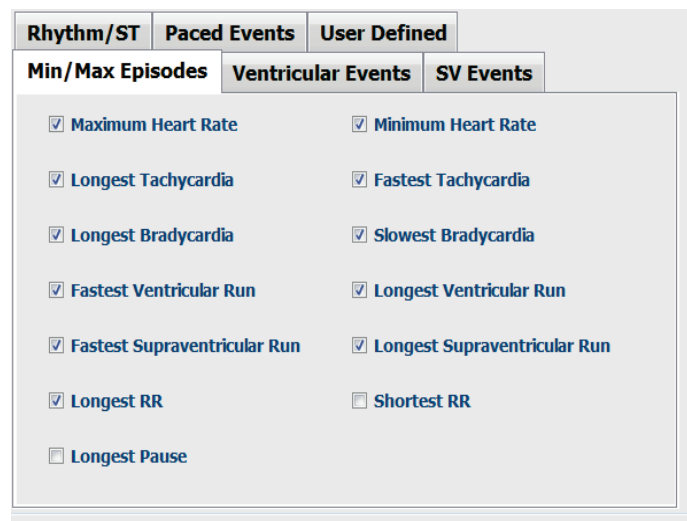 Rhythm/ST Paced Events User Defined
Min/Max Episodes Ventricular Events SV Events
Maximum Heart Rate Minimum Heart Rate
Longest Tachycardia Fastest Tachycardia
Longest Bradycardia Slowest Bradycardia
Fastest Ventricular Run Longest Ventricular Run
Fastest Supraventricular Run Longest Supraventricular Run
Longest RR Shortest RR
Longest Pause